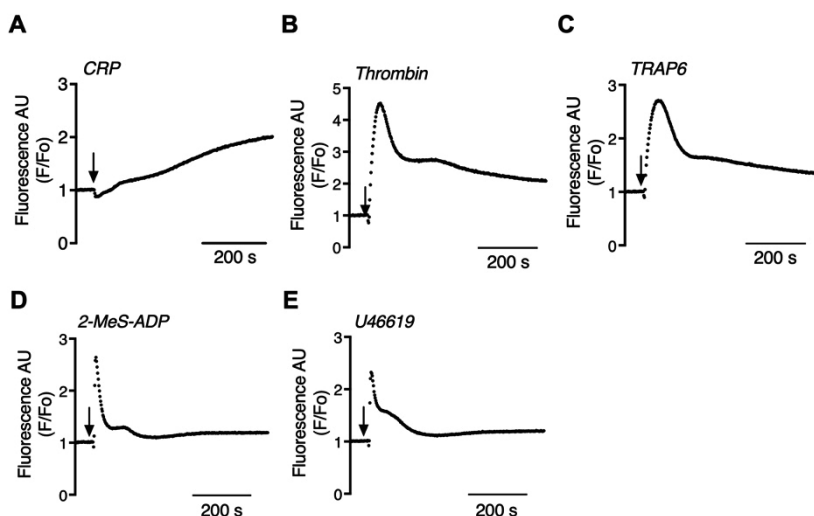 A
CRP
Fluorescence AU
(F/Fo)
3
2
1
0
200 s
B
Thrombin
Fluorescence AU
(F/Fo)
5
4
3
2
1
0
200 s
C
TRAP6
Fluorescence AU
(F/Fo)
3
2
1
0
200 s
D
2-MeS-ADP
Fluorescence AU
(F/Fo)
3
2
1
0
200 s
E
U46619
Fluorescence AU
(F/Fo)
3
2
1
0
200 s